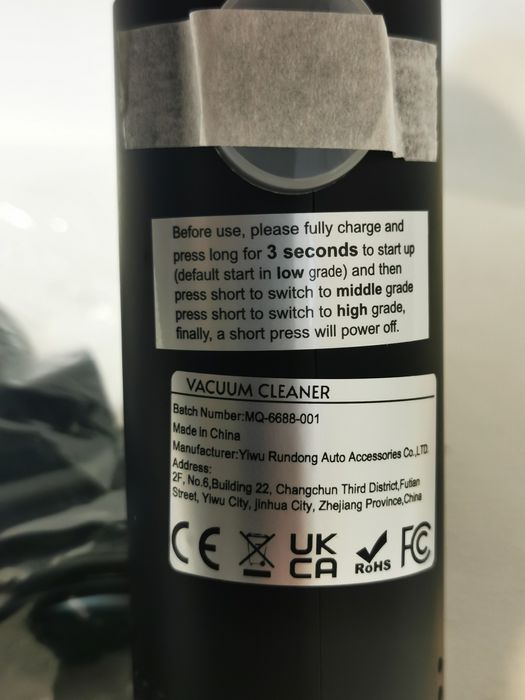 Before use, please fully charge and
press long for 3 seconds to start up
(default start in low grade) and then
press short to switch to middle grade
press short to switch to high grade,
finally, a short press will power off.
VACUUM CLEANER
Batch Number:MQ-6688-001
Made in China
Manufacturer:Yiwu Rundong Auto Accessories Co.,LTD.
Address:
2F, No.6,Building 22, Changchun Third District,Futian
Street, Yiwu City, Jinhua City, Zhejiang Province,China
CE UK CA RoHS FC